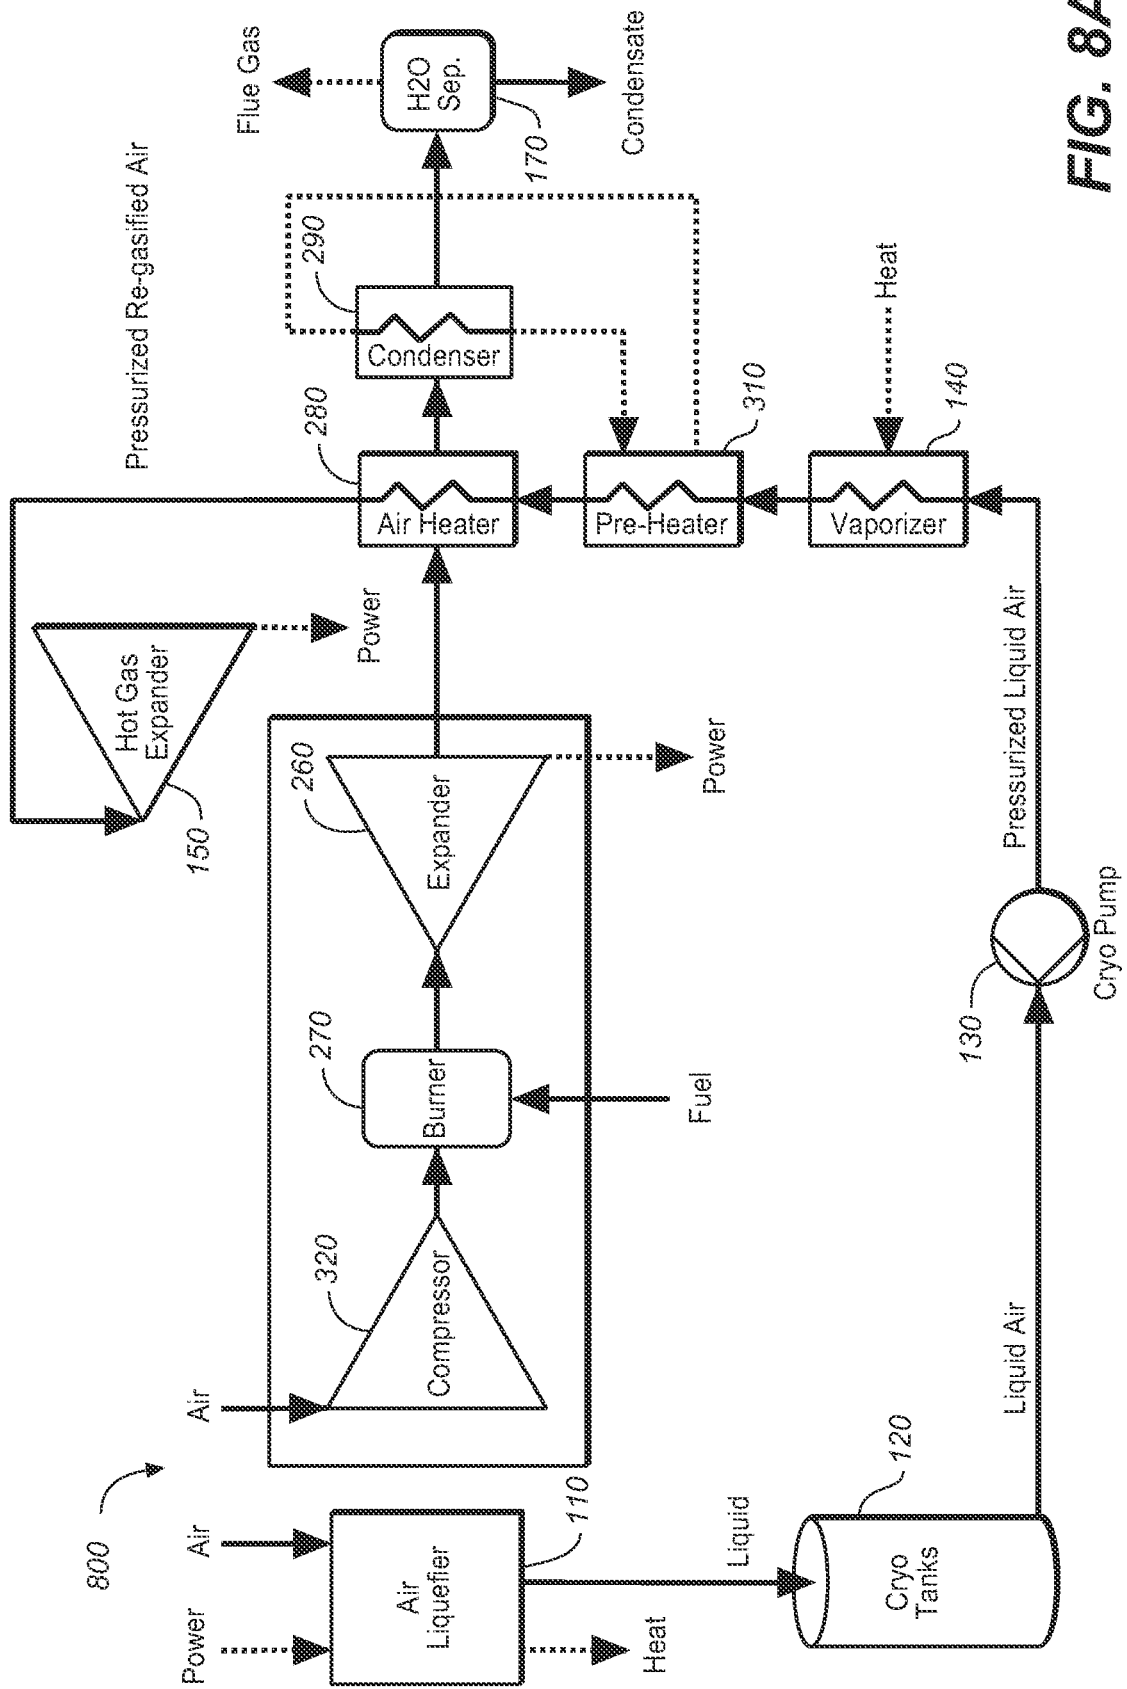 800
Power
Air
Air
Hot Gas
Expander
150
Pressurized Re-gasified Air
Flue Gas
Air
Liquefier
110
Heat
320
Compressor
270
Burner
260
Expander
Power
280
Air Heater
290
Condenser
H2O
Sep.
170
Condensate
Fuel
Power
Pre-Heater
310
Liquid
Vaporizer
140
Heat
Cryo
Tanks
120
Liquid Air
130
Cryo Pump
Pressurized Liquid Air
FIG. 8A